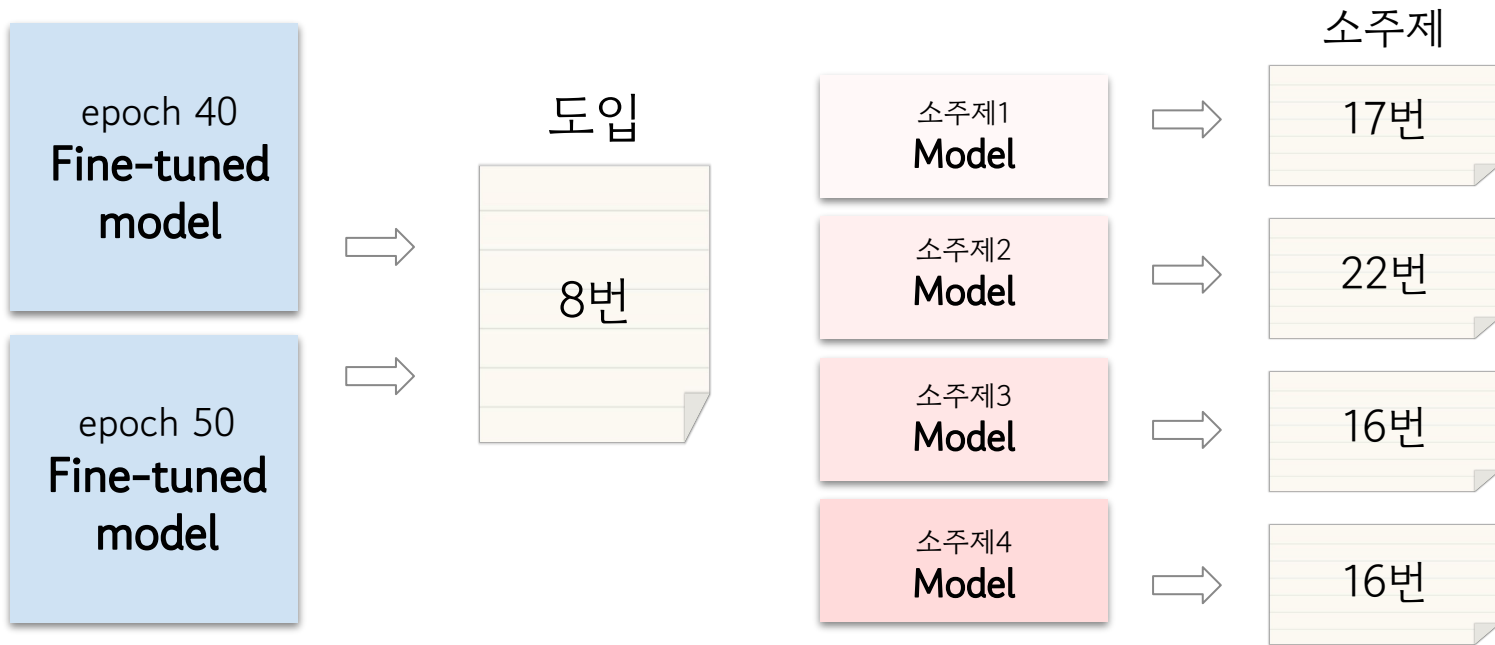 epoch 40
Fine-tuned
model
epoch 50
Fine-tuned
model
도입
8번
소주제1
Model
소주제2
Model
소주제3
Model
소주제4
Model
소주제
17번
22번
16번
16번